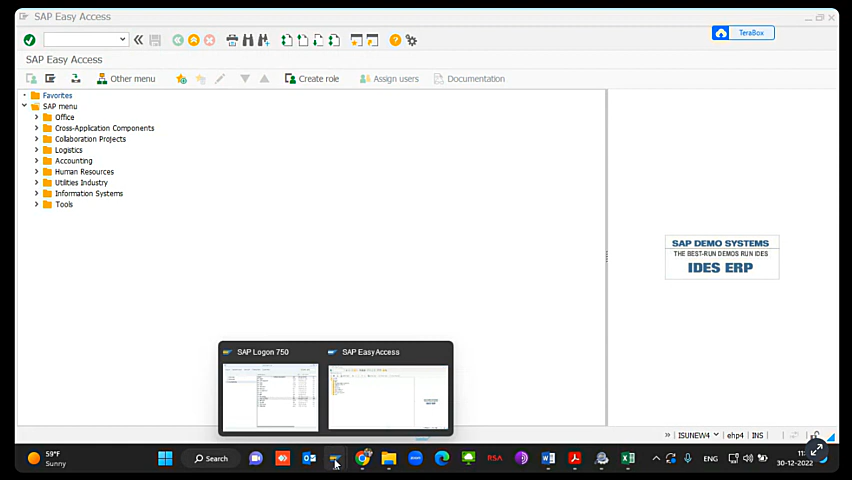 SAP Easy Access
TeraBox
SAP Easy Access
Other menu
Create role
Assign users
Documentation
Favorites
SAP menu
Office
Cross-Application Components
Collaboration Projects
Logistics
Accounting
Human Resources
Utilities Industry
Information Systems
Tools
SAP DEMO SYSTEMS
THE BEST-RUN DEMOS RUN IDES
IDES ERP
SAP Logon 750
SAP Easy Access
» ISUNEW4 ehp4 INS
59°F
Sunny
Search
zoom
RSA
ENG
30-12-2022